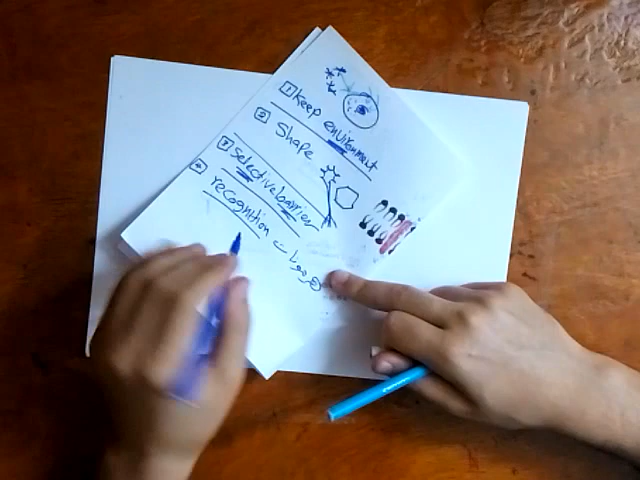 1 Keep environment
2 Shape
3 Selective barrier
4 recognition